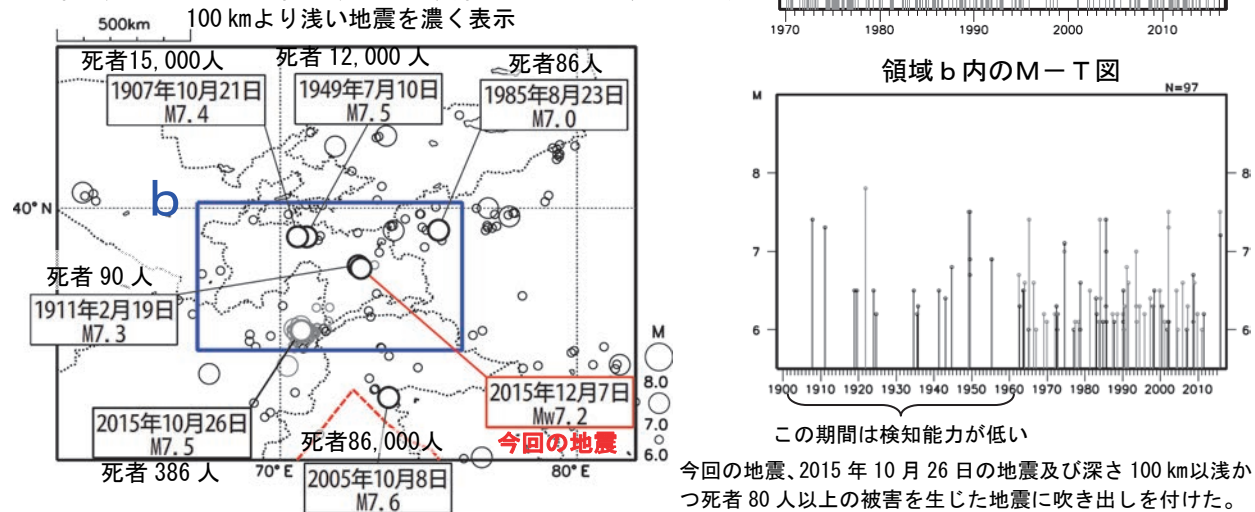 100 kmより浅い地震を濃く表示
500km
死者15,000人
1907年10月21日
M7.4
死者 12,000 人
1949年7月10日
M7.5
死者86人
1985年8月23日
M7.0
40°N
b
死者 90 人
1911年2月19日
M7.3
2015年10月26日
M7.5
死者 386 人
死者86,000人
2005年10月8日
M7.6
2015年12月7日
Mw7.2
今回の地震
70°E
80°E
M
8.0
7.0
6.0
1970 1980 1990 2000 2010
領域b内のM-T図
N=97
M
8
7
6
1900 1910 1920 1930 1940 1950 1960 1970 1980 1990 2000 2010
この期間は検知能力が低い
今回の地震、2015 年 10 月 26 日の地震及び深さ 100 km以浅か
つ死者 80 人以上の被害を生じた地震に吹き出しを付けた。